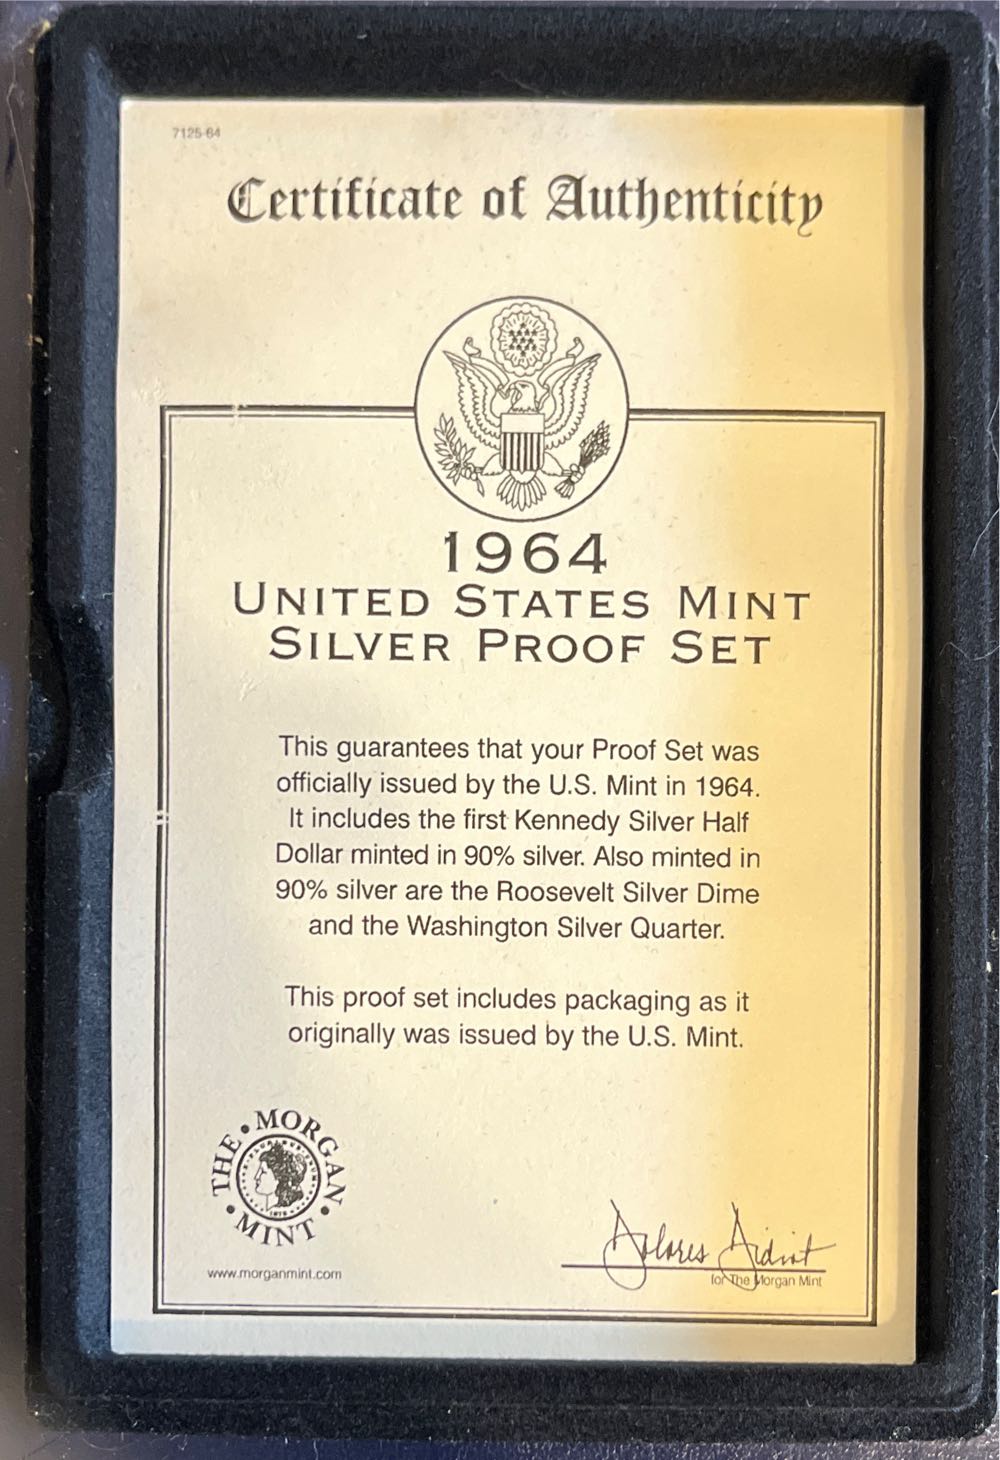 7125-64
Certificate of Authenticity
1964
UNITED STATES MINT
SILVER PROOF SET
This guarantees that your Proof Set was
officially issued by the U.S. Mint in 1964.
It includes the first Kennedy Silver Half
Dollar minted in 90% silver. Also minted in
90% silver are the Roosevelt Silver Dime
and the Washington Silver Quarter.
This proof set includes packaging as it
originally was issued by the U.S. Mint.
THE • MORGAN • MINT •
www.morganmint.com
Dolores
for The Morgan Mint